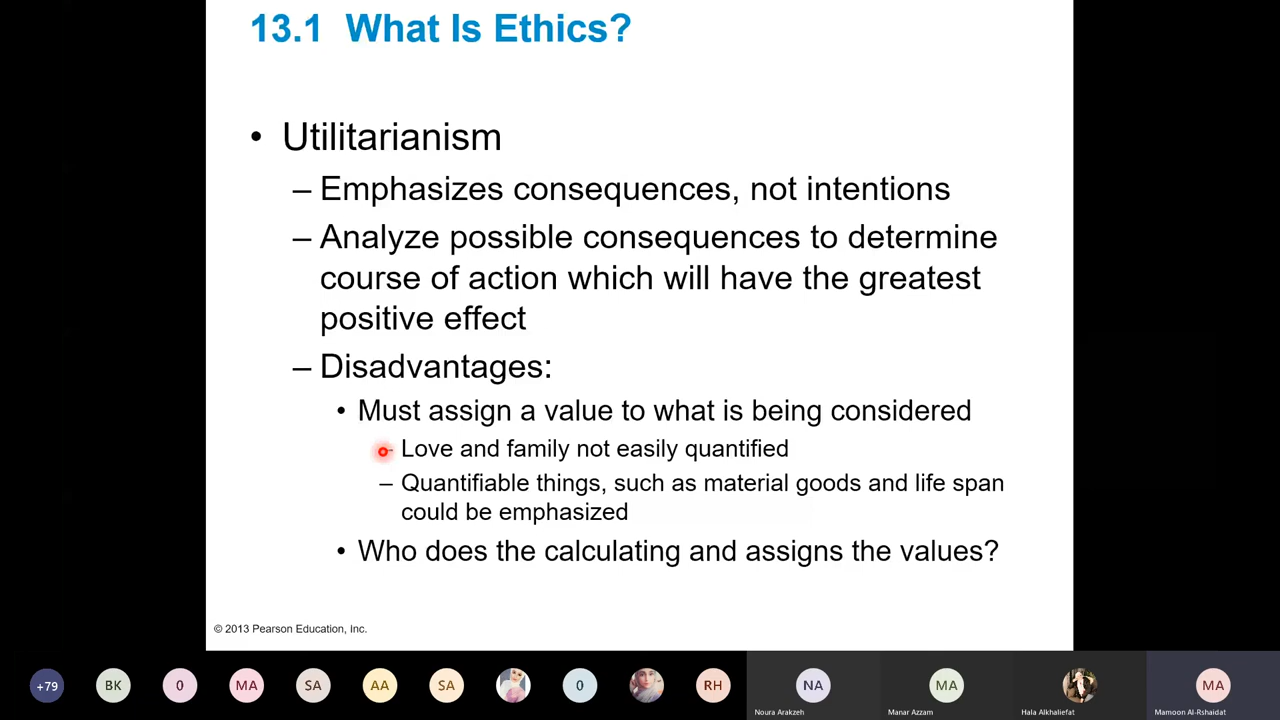 13.1 What Is Ethics?
• Utilitarianism
– Emphasizes consequences, not intentions
– Analyze possible consequences to determine
course of action which will have the greatest
positive effect
– Disadvantages:
• Must assign a value to what is being considered
– Love and family not easily quantified
– Quantifiable things, such as material goods and life span
could be emphasized
• Who does the calculating and assigns the values?
© 2013 Pearson Education, Inc.
+79 BK 0 MA SA AA SA 0 RH NA MA MA
Noura Arakzeh Manar Azzam Hala Alkhaliefat Mamoon Al-Rshaidat